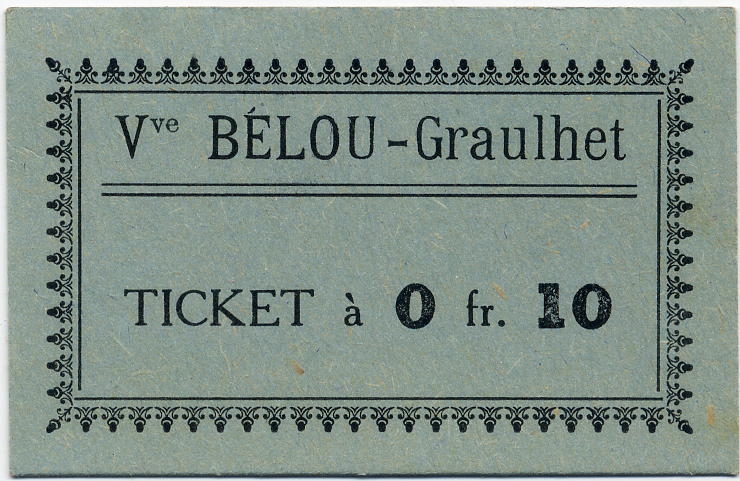 Vve BÉLOU-Graulhet
TICKET à 0 fr. 10